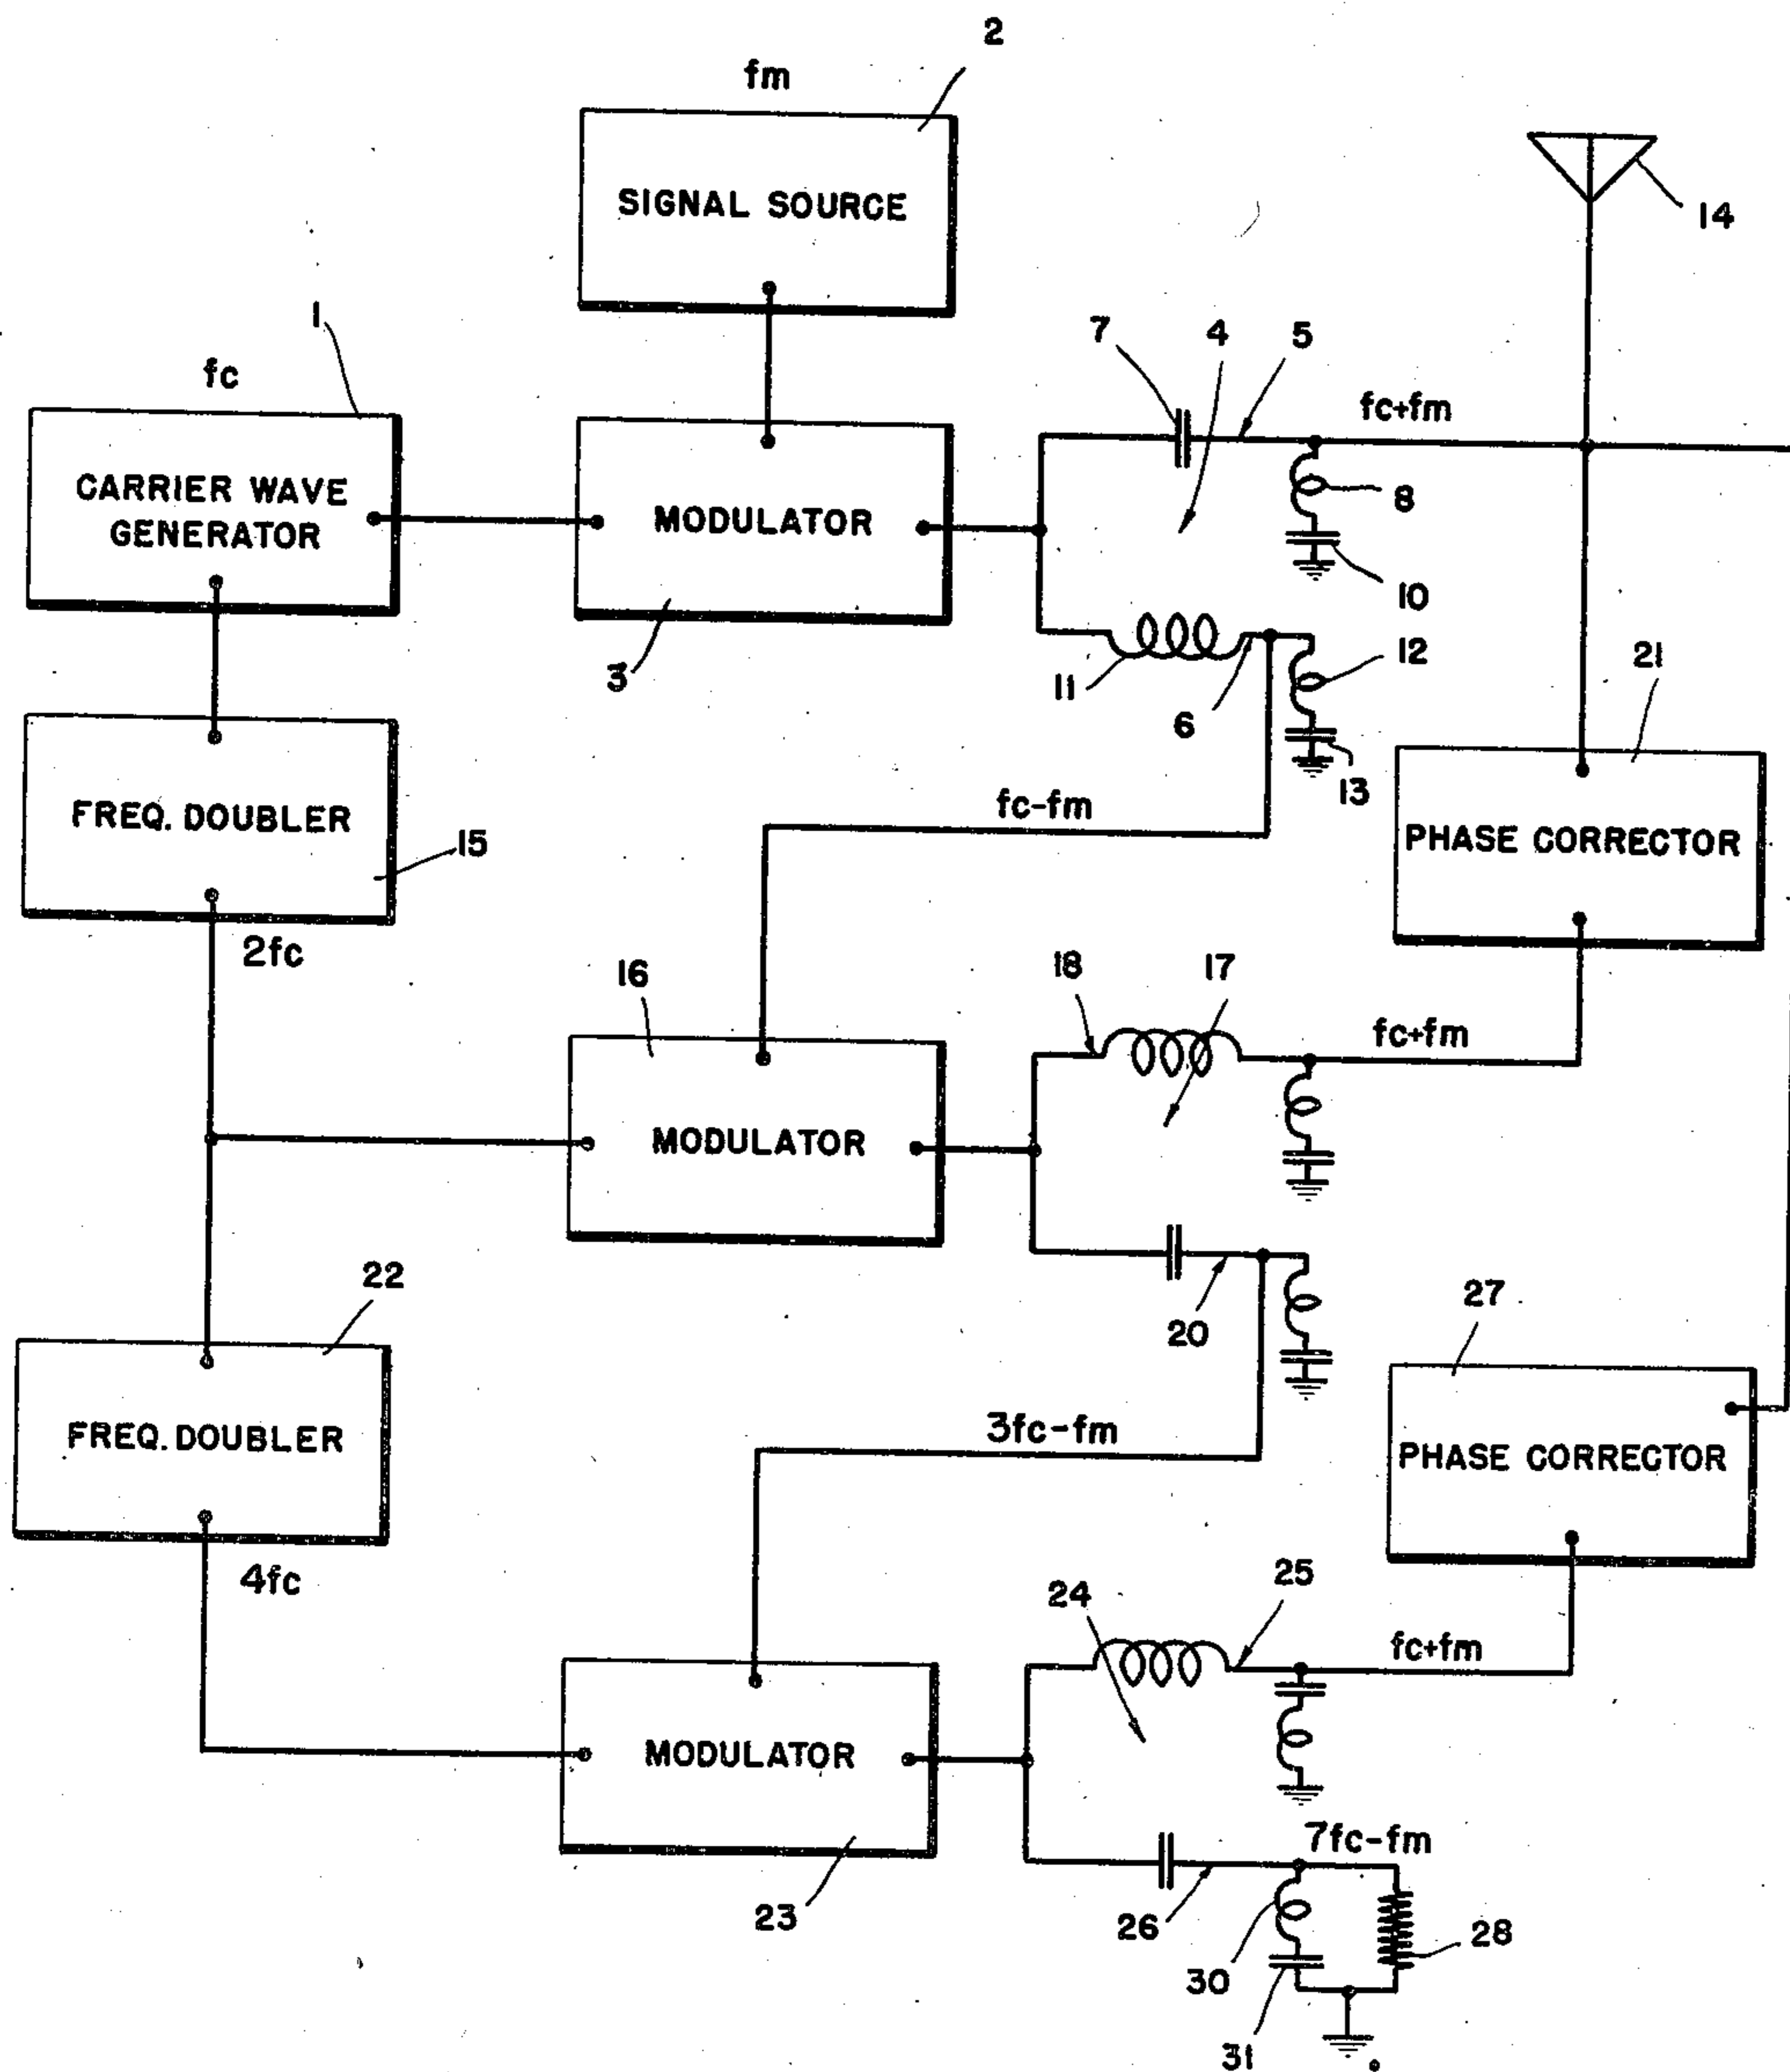 2
fm
SIGNAL SOURCE
14
1
fc
7
4
5
fc+fm
CARRIER WAVE
GENERATOR
MODULATOR
8
10
3
11
6
12
13
21
FREQ. DOUBLER
15
fc-fm
PHASE CORRECTOR
2fc
16
18
17
fc+fm
MODULATOR
20
22
27
FREQ. DOUBLER
3fc-fm
PHASE CORRECTOR
4fc
24
25
fc+fm
MODULATOR
7fc-fm
23
26
28
30
31